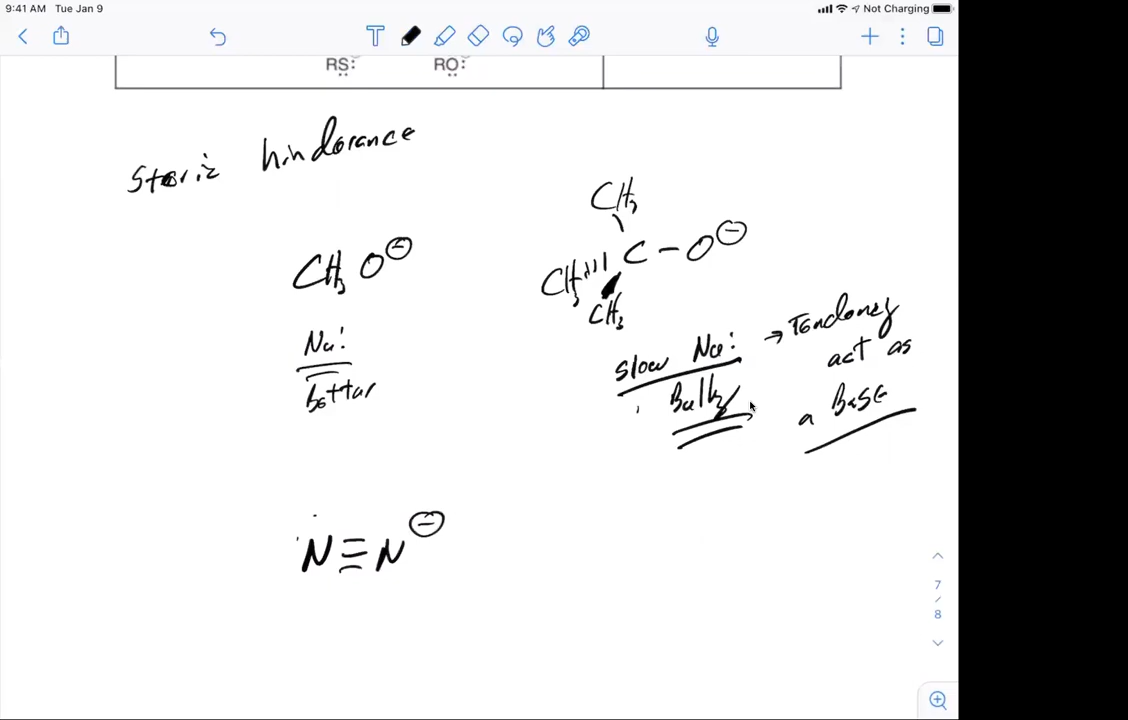 9:41 AM Tue Jan 9
Not Charging
RS: RO:
Steric hindorance
CH3
CH3O⊖
C–O⊖
CH3
CH3
Nu:
better
slow Nu:
Bulky
→ Tendency
act as
a Base
N≡N⊖
7
/
8